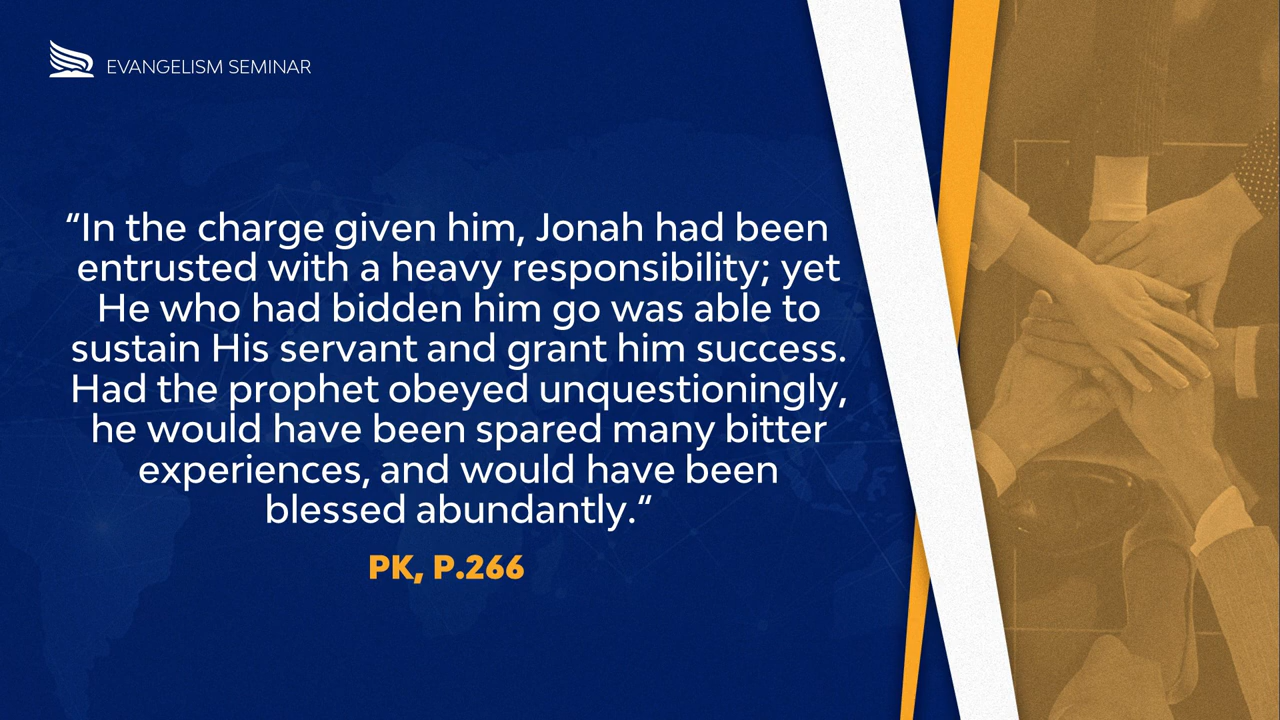 EVANGELISM SEMINAR
“In the charge given him, Jonah had been
entrusted with a heavy responsibility; yet
He who had bidden him go was able to
sustain His servant and grant him success.
Had the prophet obeyed unquestioningly,
he would have been spared many bitter
experiences, and would have been
blessed abundantly.“
PK, P.266